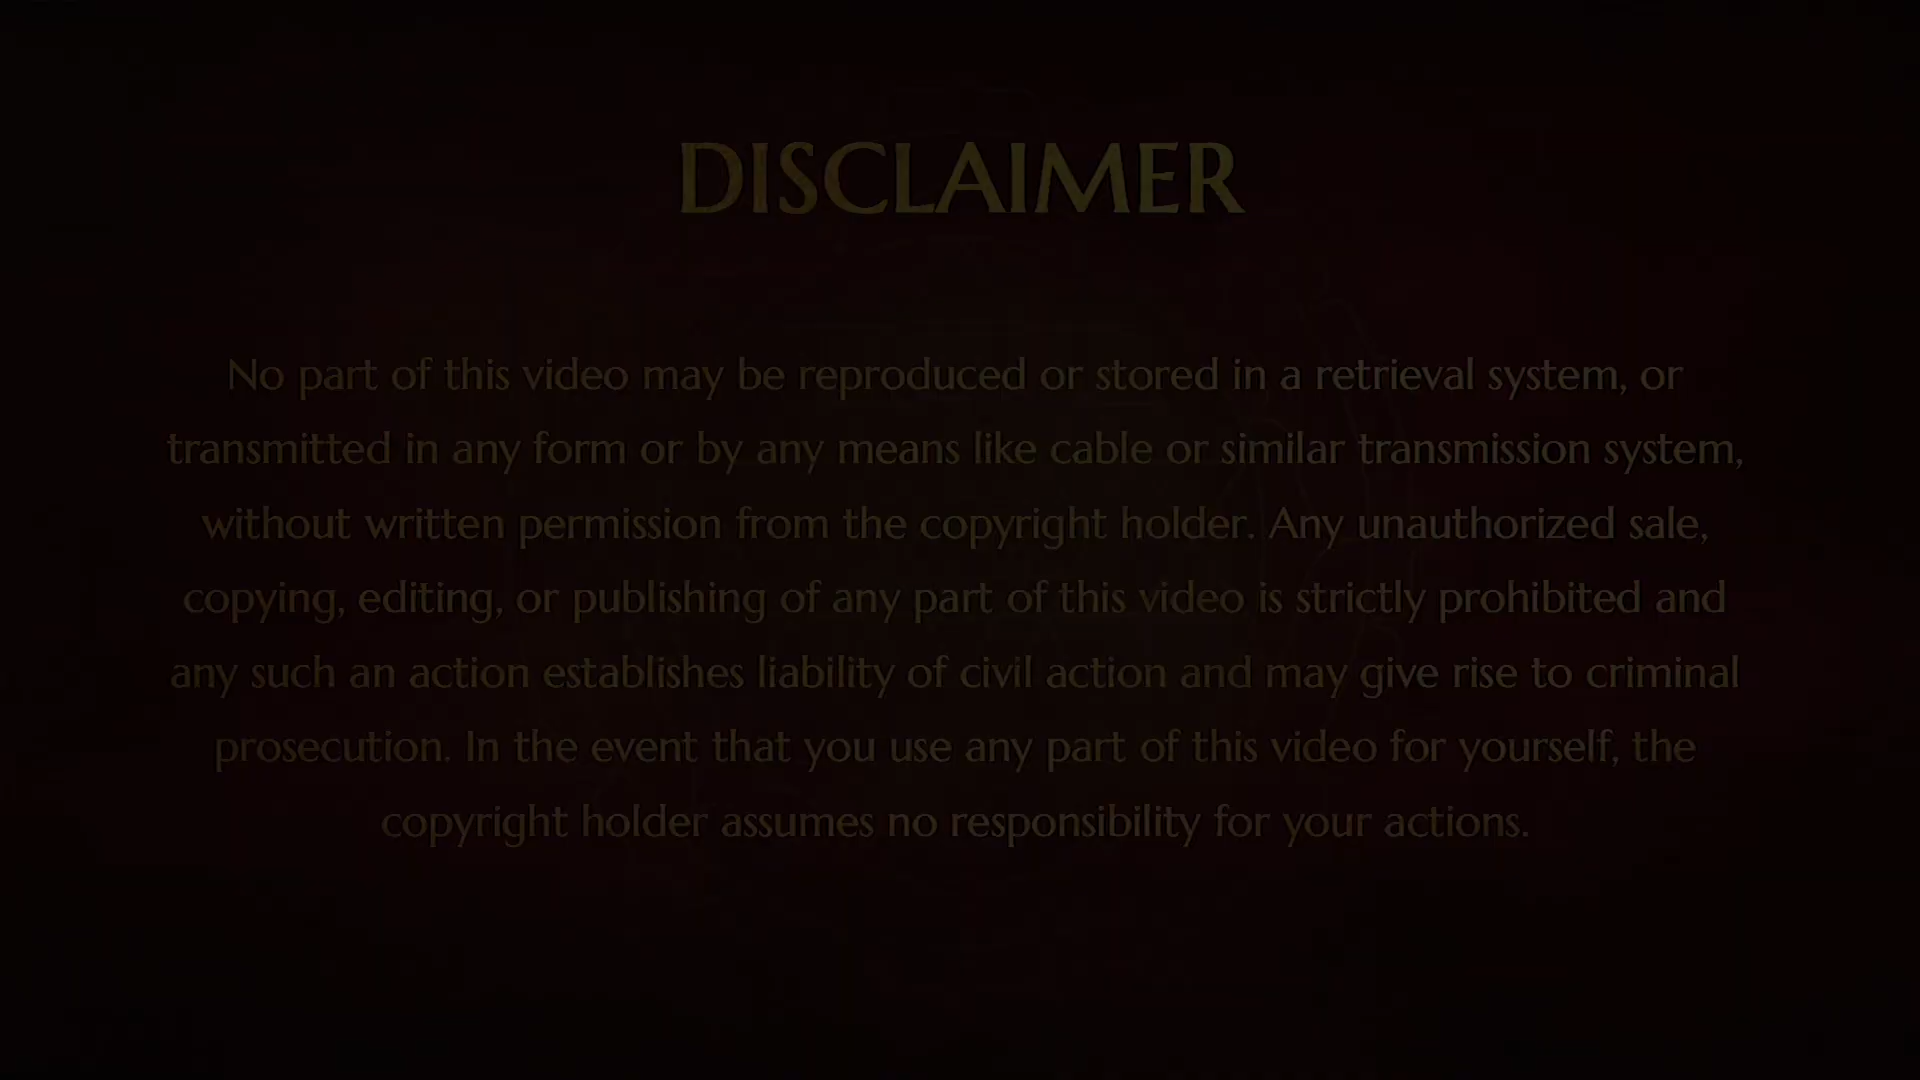 DISCLAIMER
No part of this video may be reproduced or stored in a retrieval system, or
transmitted in any form or by any means like cable or similar transmission system,
without written permission from the copyright holder. Any unauthorized sale,
copying, editing, or publishing of any part of this video is strictly prohibited and
any such an action establishes liability of civil action and may give rise to criminal
prosecution. In the event that you use any part of this video for yourself, the
copyright holder assumes no responsibility for your actions.